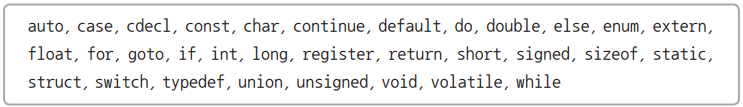 auto, case, cdecl, const, char, continue, default, do, double, else, enum, extern,
float, for, goto, if, int, long, register, return, short, signed, sizeof, static,
struct, switch, typedef, union, unsigned, void, volatile, while